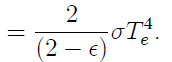 = \frac{2}{(2 - \epsilon)} \sigma T_e^4.